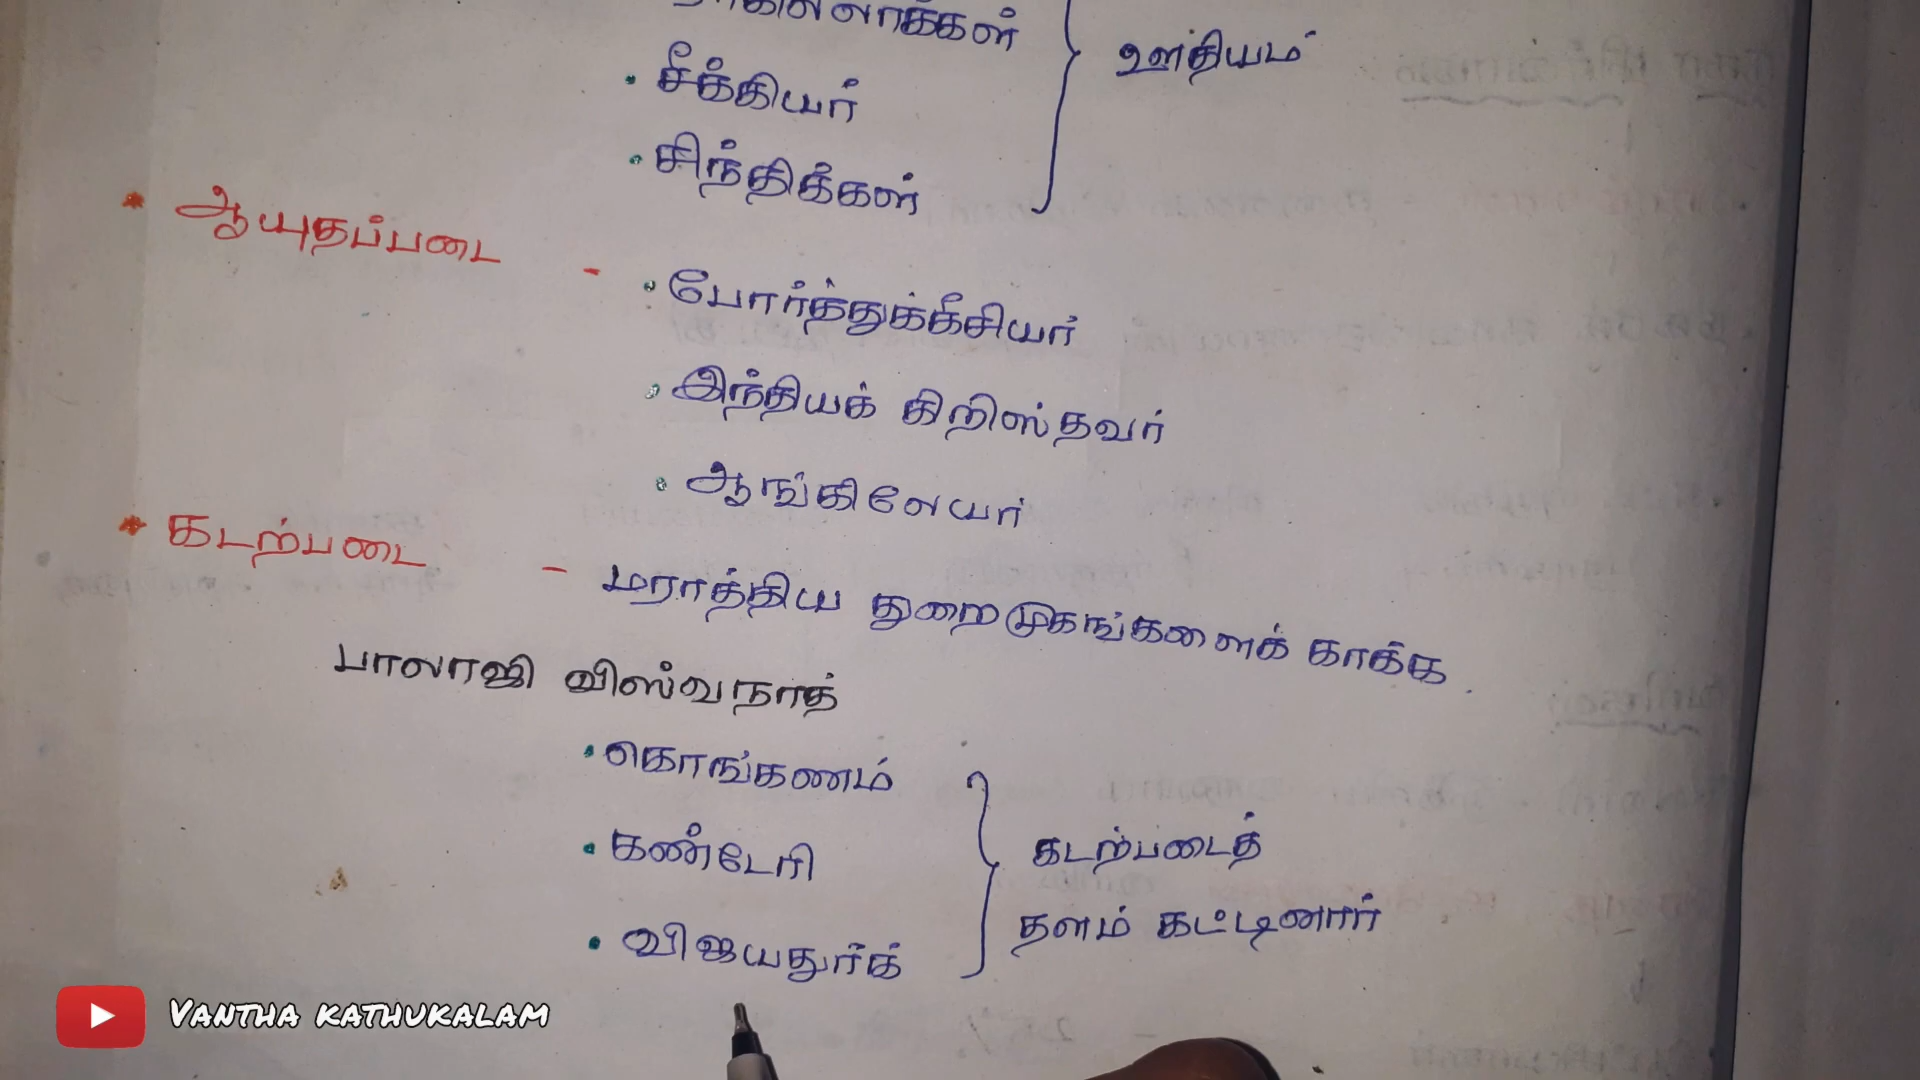 ஊதியம்
• சீக்கியர்
• சிந்திக்கள்
* ஆயுதப்படை - • போர்த்துக்கீசியர்
• இந்தியக் கிறிஸ்தவர்
• ஆங்கிலேயர்
* கடற்படை - மராத்திய துறைமுகங்களைக் காக்க
பாலாஜி விஸ்வநாத்
• கொங்கணம்
• கண்டேரி
கடற்படைத்
தளம் கட்டினார்
• விஜயதுர்க்
VANTHA KATHUKALAM